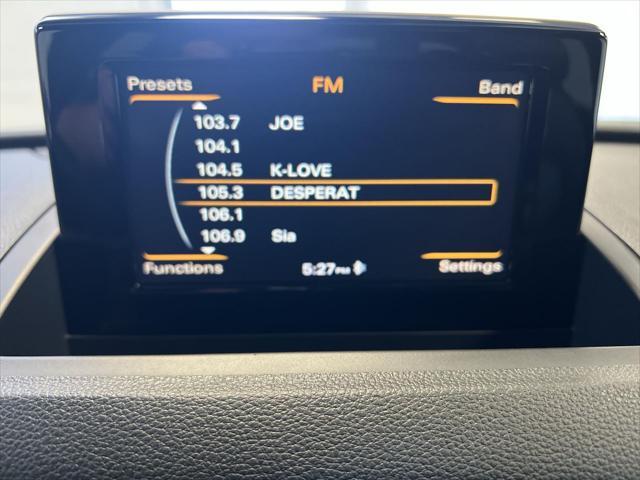 Presets FM Band
103.7 JOE
104.1
104.5 K-LOVE
105.3 DESPERAT
106.1
106.9 Sia
Functions 5:27PM Settings